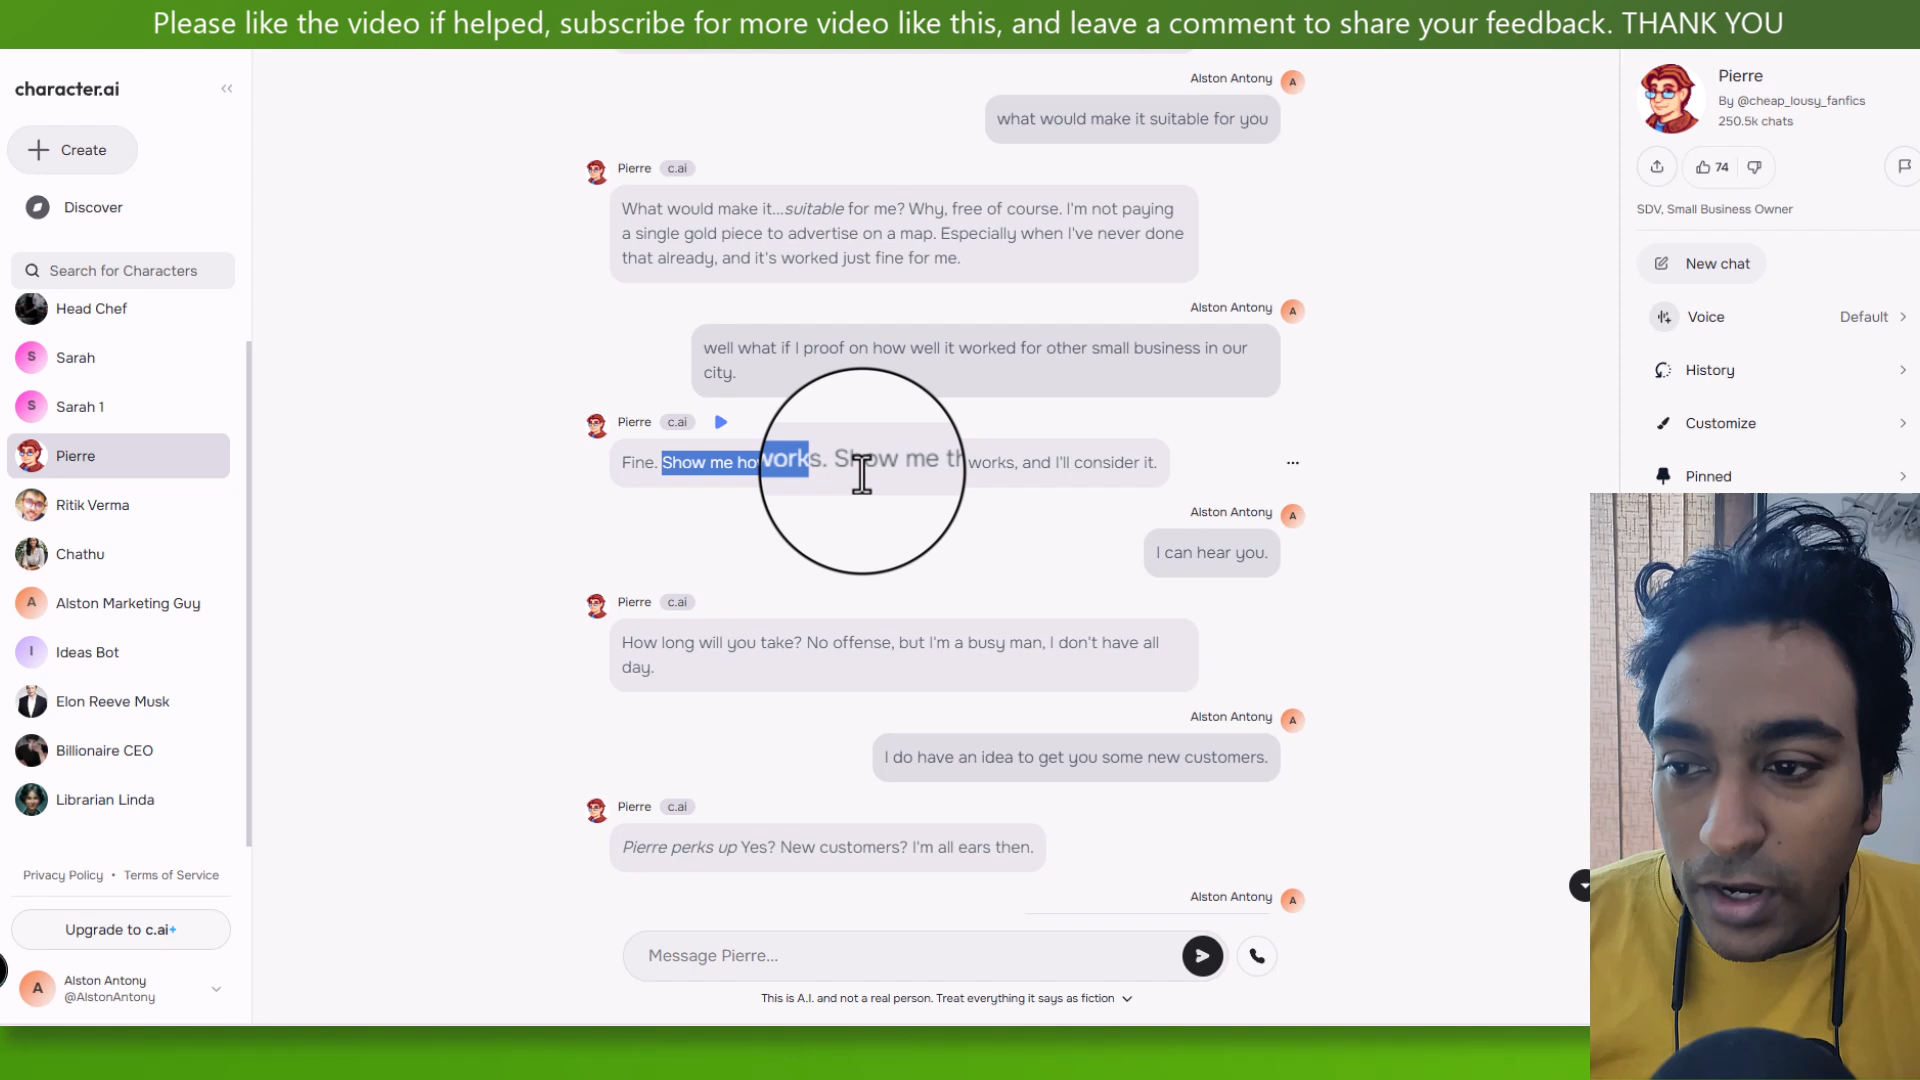 Please like the video if helped, subscribe for more video like this, and leave a comment to share your feedback. THANK YOU
character.ai
Create
Discover
Search for Characters
Head Chef
S
Sarah
S
Sarah 1
Pierre
Ritik Verma
Chathu
A
Alston Marketing Guy
I
Ideas Bot
Elon Reeve Musk
Billionaire CEO
Librarian Linda
Privacy Policy • Terms of Service
Upgrade to c.ai+
A
Alston Antony
@AlstonAntony
Alston Antony
A
what would make it suitable for you
Pierre c.ai
What would make it...suitable for me? Why, free of course. I'm not paying
a single gold piece to advertise on a map. Especially when I've never done
that already, and it's worked just fine for me.
Alston Antony
A
well what if I proof on how well it worked for other small business in our
city.
Pierre c.ai
Fine. Show me ho works. Show me th works, and I'll consider it.
Alston Antony
A
I can hear you.
Pierre c.ai
How long will you take? No offense, but I'm a busy man, I don't have all
day.
Alston Antony
A
I do have an idea to get you some new customers.
Pierre c.ai
Pierre perks up Yes? New customers? I'm all ears then.
Alston Antony
A
Message Pierre...
This is A.I. and not a real person. Treat everything it says as fiction
Pierre
By @cheap_lousy_fanfics
250.5k chats
74
SDV, Small Business Owner
New chat
Voice
Default
History
Customize
Pinned